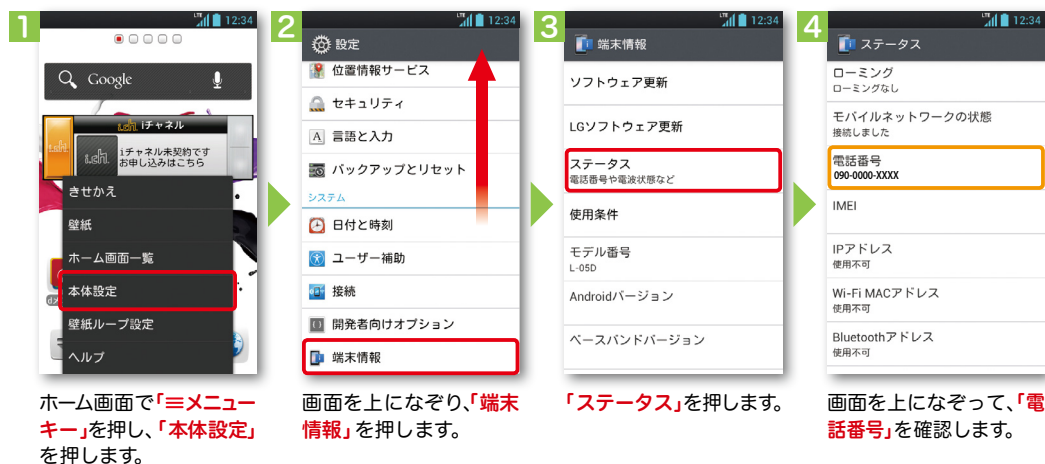 1
LTE 12:34
Google
i.ch iチャネル
i.ch
i.ch
iチャネル未契約です
お申し込みはこちら
きせかえ
壁紙
ホーム画面一覧
本体設定
壁紙ループ設定
ヘルプ
ホーム画面で「≡メニュー
キー」を押し、「本体設定」
を押します。
2
LTE 12:34
設定
位置情報サービス
セキュリティ
A 言語と入力
バックアップとリセット
システム
日付と時刻
ユーザー補助
接続
開発者向けオプション
端末情報
画面を上になぞり、「端末
情報」を押します。
3
LTE 12:34
端末情報
ソフトウェア更新
LGソフトウェア更新
ステータス
電話番号や電波状態など
使用条件
モデル番号
L-05D
Androidバージョン
ベースバンドバージョン
「ステータス」を押します。
4
LTE 12:34
ステータス
ローミング
ローミングなし
モバイルネットワークの状態
接続しました
電話番号
090-0000-XXXX
IMEI
IPアドレス
使用不可
Wi-Fi MACアドレス
使用不可
Bluetoothアドレス
使用不可
画面を上になぞって、「電
話番号」を確認します。